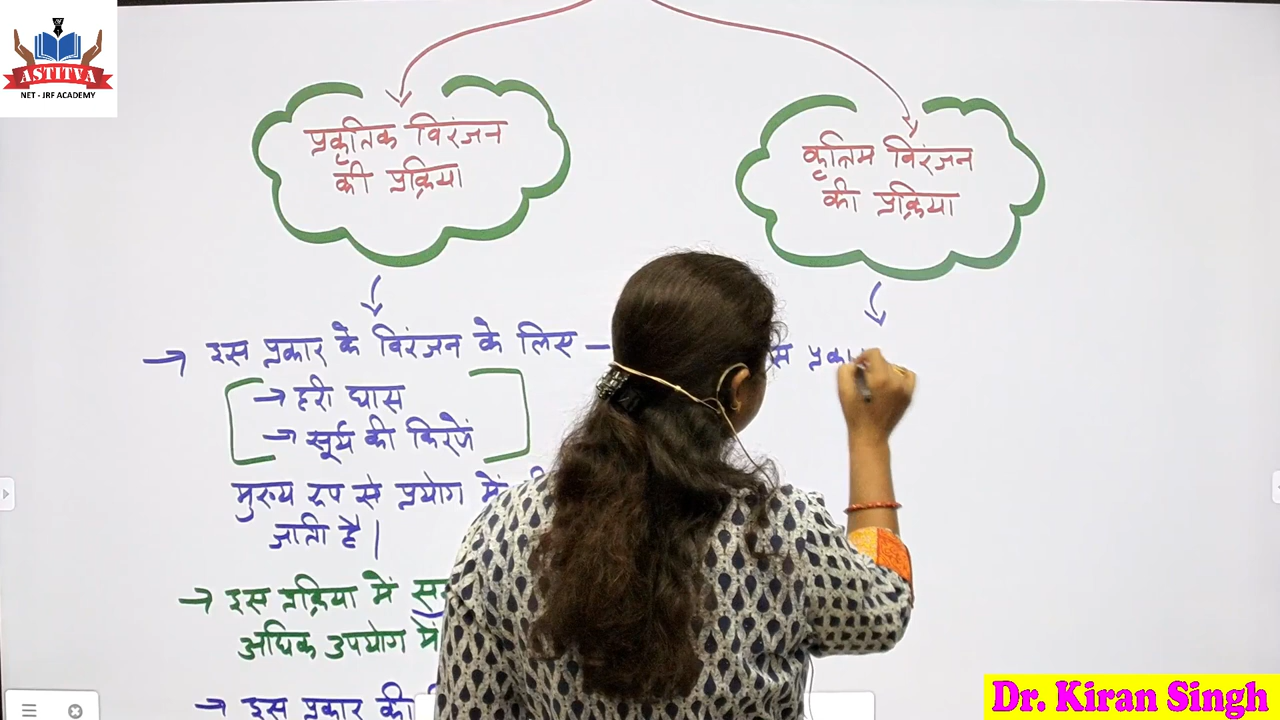 ASTITVA
NET - JRF ACADEMY
प्रकृतिक विरंजन
की प्रक्रिया
कृतिम विरंजन
की प्रक्रिया
→ इस प्रकार के विरंजन के लिए –
→ हरी घास
→ सूर्य की किरणें
मुख्य रूप से प्रयोग में
जाती है।
→ इस प्रक्रिया में
अधिक उपयोग में
→ इस प्रकार की
Dr. Kiran Singh